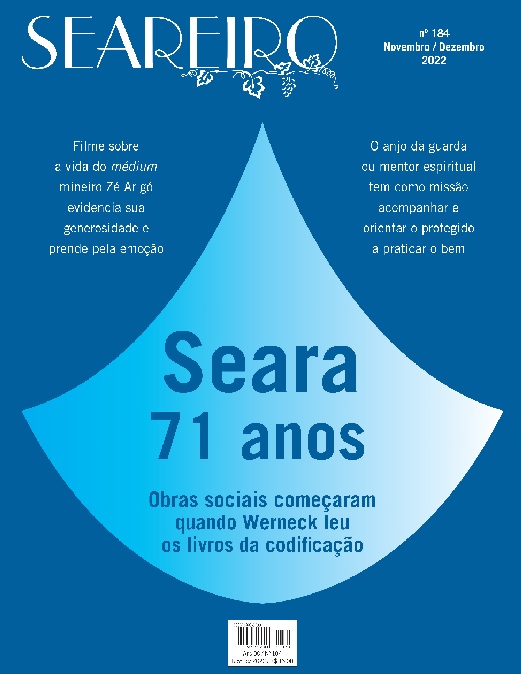 SEAREIRO
nº 184
Novembro / Dezembro
2022
Filme sobre
a vida do médium
mineiro Zé Arigó
evidencia sua
generosidade e
prende pela emoção
O anjo da guarda
ou mentor espiritual
tem como missão
acompanhar e
orientar o protegido
a praticar o bem
Seara
71 anos
Obras sociais começaram
quando Werneck leu
os livros da codificação